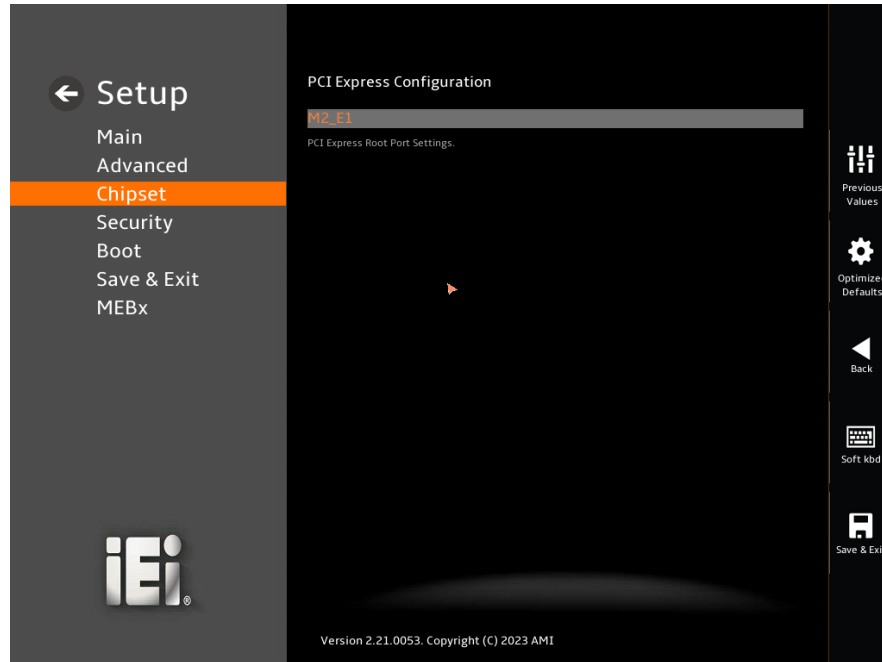 Setup
Main
Advanced
Chipset
Security
Boot
Save & Exit
MEBx
iEi®
PCI Express Configuration
M2_E1
PCI Express Root Port Settings.
Version 2.21.0053. Copyright (C) 2023 AMI
Previous
Values
Optimize
Defaults
Back
Soft kbd
Save & Exi